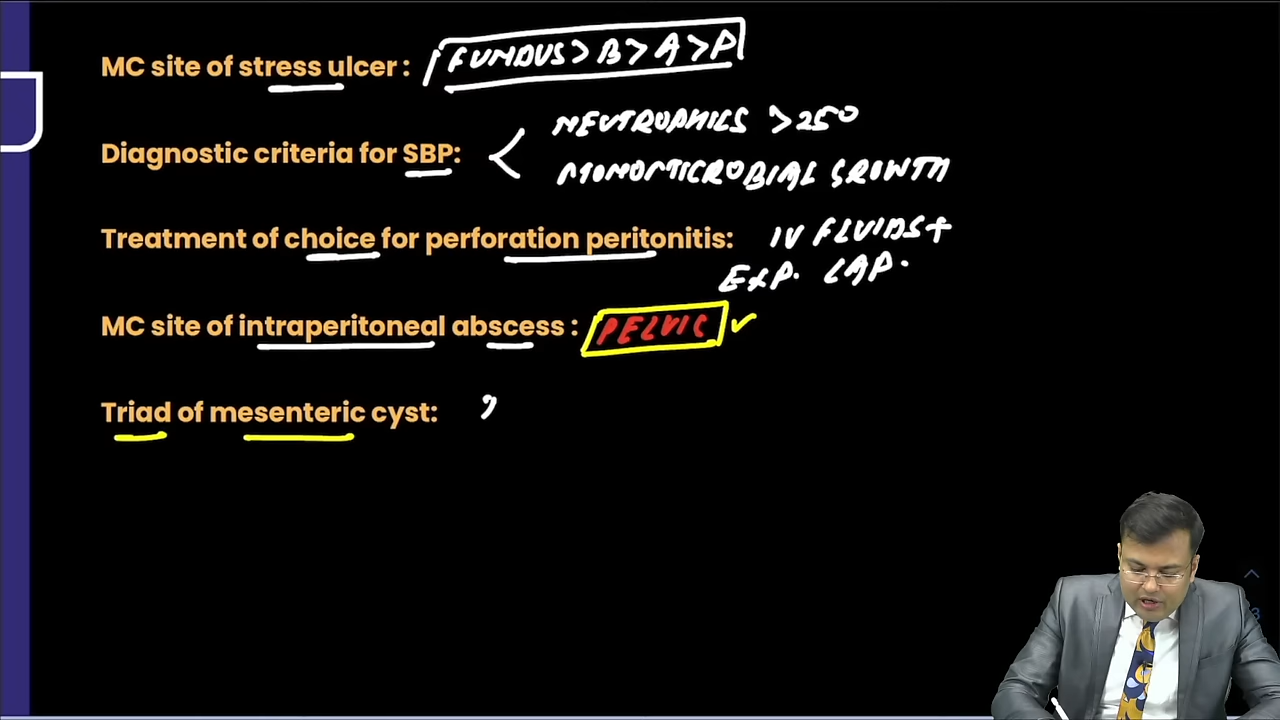 MC site of stress ulcer : FUNDUS > B > A > P
NEUTROPHILS >250
Diagnostic criteria for SBP:
MONOMICROBIAL GROWTH
Treatment of choice for perforation peritonitis: IV FLUIDS +
EXP. LAP.
MC site of intraperitoneal abscess : PELVIC
Triad of mesenteric cyst:
3